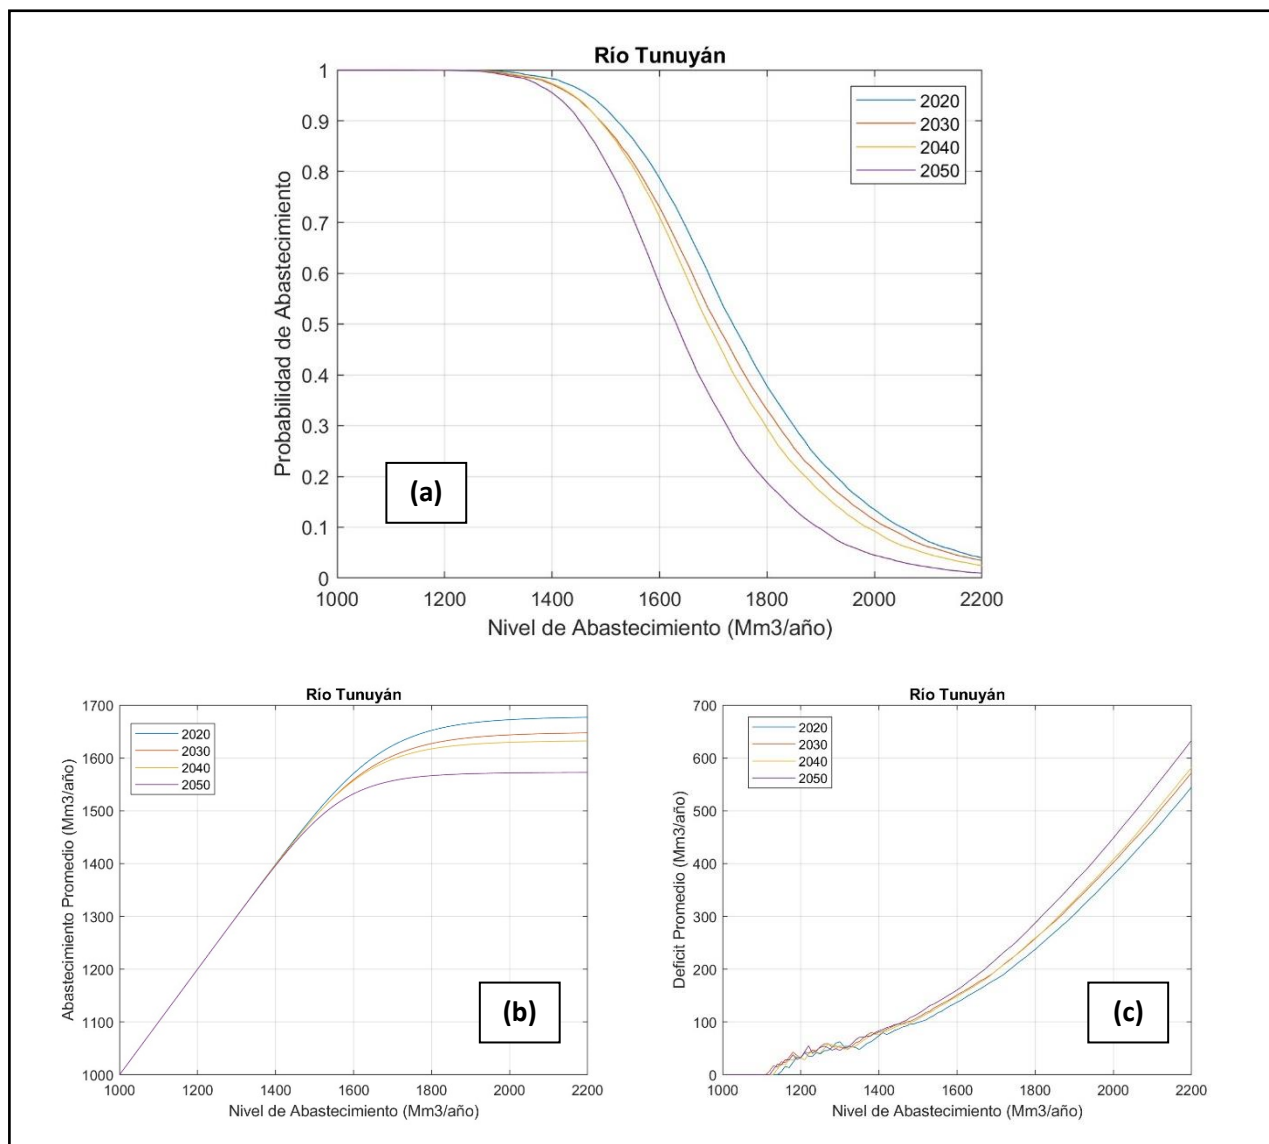 Río Tunuyán
1
0.9
0.8
0.7
0.6
0.5
0.4
0.3
0.2
0.1
0
Probabilidad de Abastecimiento
2020
2030
2040
2050
(a)
1000 1200 1400 1600 1800 2000 2200
Nivel de Abastecimiento (Mm3/año)
Río Tunuyán
1700
1600
1500
1400
1300
1200
1100
1000
Abastecimiento Promedio (Mm3/año)
2020
2030
2040
2050
(b)
1000 1200 1400 1600 1800 2000 2200
Nivel de Abastecimiento (Mm3/año)
Río Tunuyán
700
600
500
400
300
200
100
0
Deficit Promedio (Mm3/año)
2020
2030
2040
2050
(c)
1000 1200 1400 1600 1800 2000 2200
Nivel de Abastecimiento (Mm3/año)